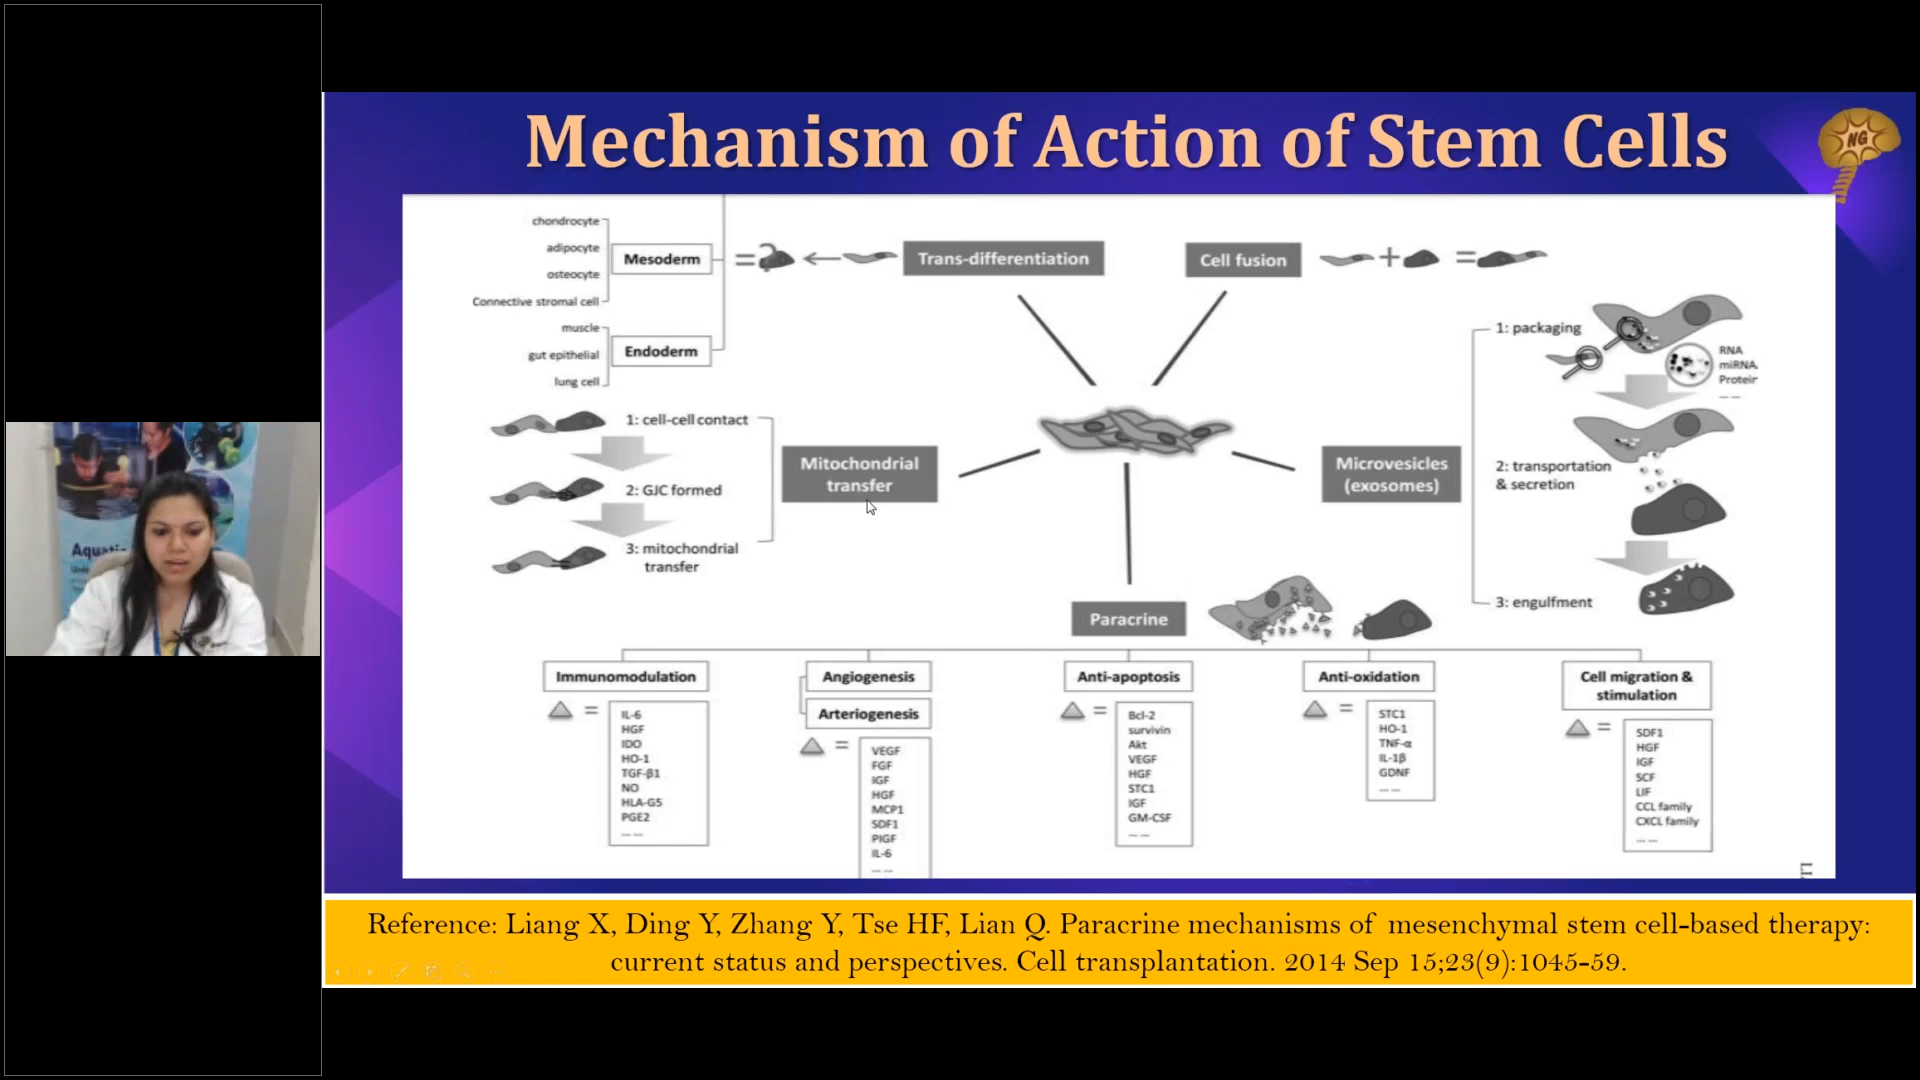 Mechanism of Action of Stem Cells
NG
chondrocyte
adipocyte
osteocyte
Connective stromal cell
Mesoderm
muscle
gut epithelial
lung cell
Endoderm
=?
Trans-differentiation
Cell fusion
+
=
1: cell-cell contact
2: GJC formed
3: mitochondrial
transfer
Mitochondrial
transfer
Microvesicles
(exosomes)
1: packaging
RNA
miRNA
Protein
2: transportation
& secretion
3: engulfment
Paracrine
Immunomodulation
=
IL-6
HGF
IDO
HO-1
TGF-β1
NO
HLA-G5
PGE2
Angiogenesis
Arteriogenesis
=
VEGF
FGF
IGF
HGF
MCP1
SDF1
PlGF
IL-6
Anti-apoptosis
=
Bcl-2
survivin
Akt
VEGF
HGF
STC1
IGF
GM-CSF
Anti-oxidation
=
STC1
HO-1
TNF-α
IL-1β
GDNF
Cell migration &
stimulation
=
SDF1
HGF
IGF
SCF
LIF
CCL family
CXCL family
Reference: Liang X, Ding Y, Zhang Y, Tse HF, Lian Q. Paracrine mechanisms of mesenchymal stem cell-based therapy:
current status and perspectives. Cell transplantation. 2014 Sep 15;23(9):1045-59.